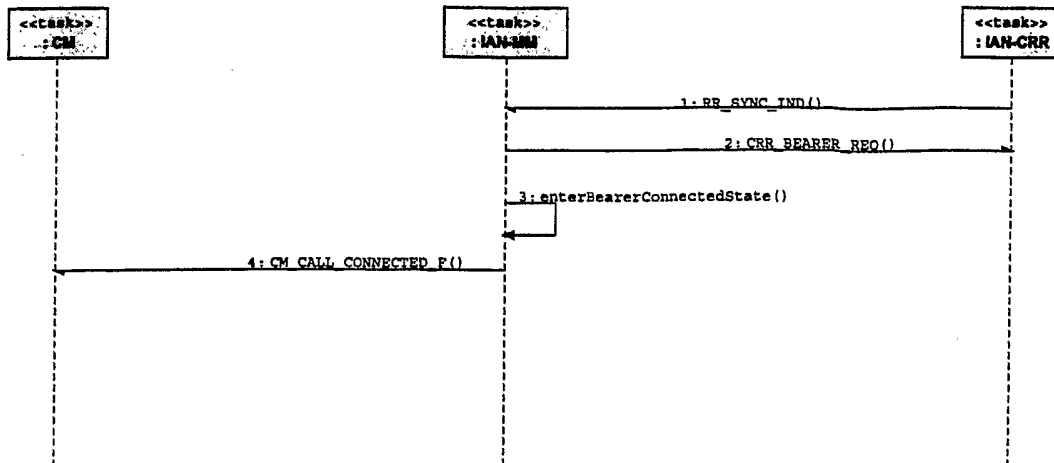 <<task>>
: CM
<<task>>
: IAN-MM
<<task>>
: IAN-CRR
1: RR_SYNC_IND()
2: CRR_BEARER_REQ()
3: enterBearerConnectedState()
4: CM_CALL_CONNECTED_F()